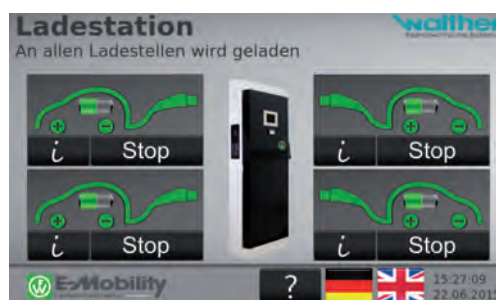 Ladestation
walther
An allen Ladestellen wird geladen
i Stop
i Stop
i Stop
i Stop
E-Mobility
?
15:27:09
22.06.201